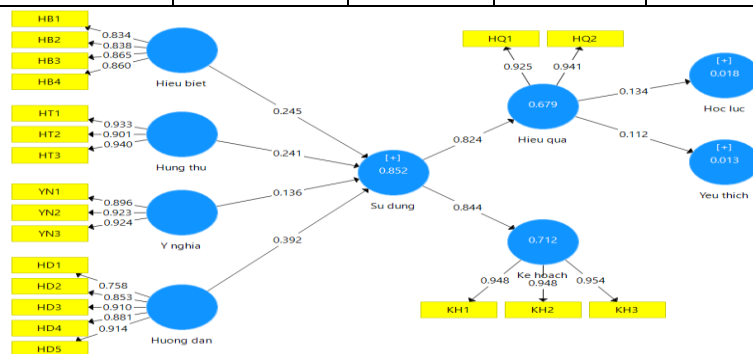 HB1
HB2
HB3
HB4
0.834
0.838
0.865
0.860
Hieu biet
HT1
HT2
HT3
0.933
0.901
0.940
Hung thu
YN1
YN2
YN3
0.896
0.923
0.924
Y nghia
HD1
HD2
HD3
HD4
HD5
0.758
0.853
0.910
0.881
0.914
Huong dan
0.245
0.241
0.136
0.392
[+]
0.852
Su dung
0.824
0.844
HQ1
HQ2
0.925
0.941
0.679
Hieu qua
0.134
0.112
[+]
0.018
Hoc luc
[+]
0.013
Yeu thich
0.712
Ke hoach
0.948
0.948
0.954
KH1
KH2
KH3